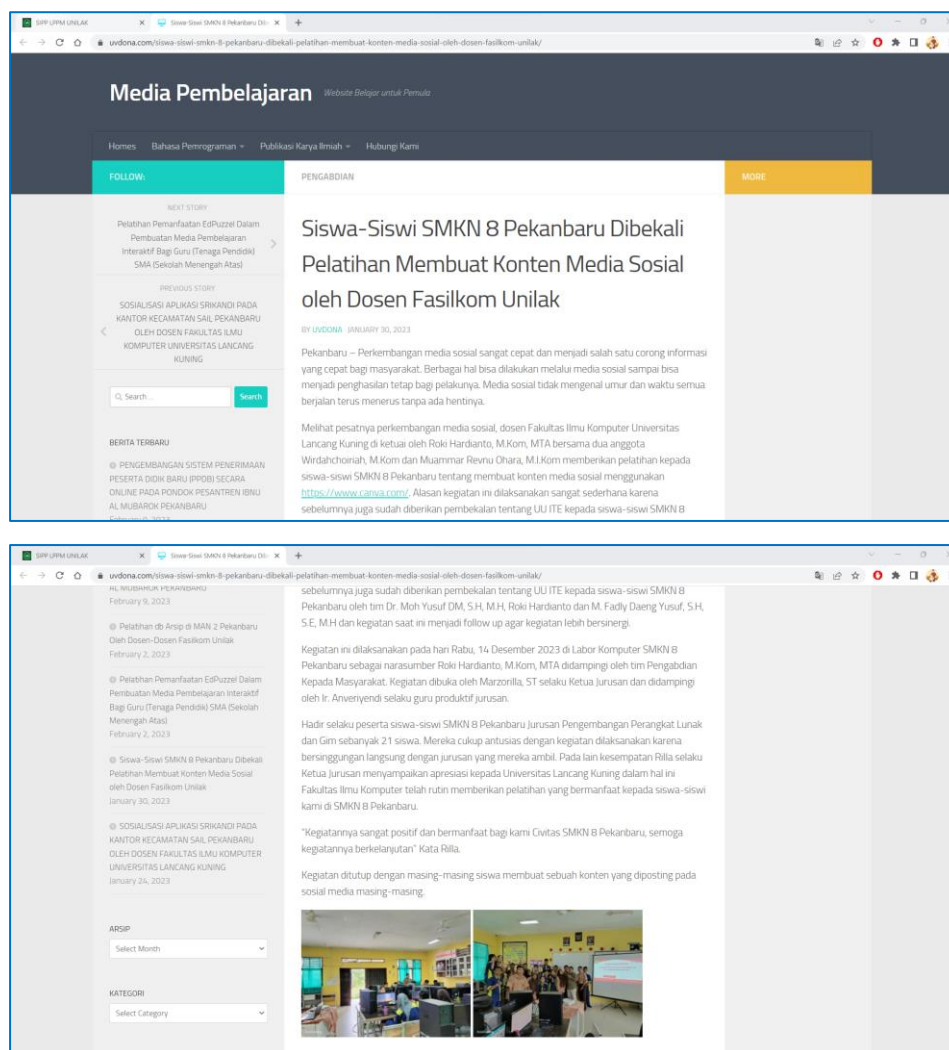 SIPP UPPM UNILAK
Siswa-Siswi SMKN 8 Pekanbaru Dib
uvdona.com/siswa-siswi-smkn-8-pekanbaru-dibekali-pelatihan-membuat-konten-media-sosial-oleh-dosen-fasilkom-unilak/
Media Pembelajaran Website Belajar untuk Pemula
Homes Bahasa Pemrograman Publikasi Karya Ilmiah Hubungi Kami
FOLLOW:
NEXT STORY
Pelatihan Pemanfaatan EdPuzzel Dalam
Pembuatan Media Pembelajaran
Interaktif Bagi Guru (Tenaga Pendidik)
SMA (Sekolah Menengah Atas)
PREVIOUS STORY
SOSIALISASI APLIKASI SRIKANDI PADA
KANTOR KECAMATAN SAIL PEKANBARU
OLEH DOSEN FAKULTAS ILMU
KOMPUTER UNIVERSITAS LANCANG
KUNING
Search ...
Search
BERITA TERBARU
PENGEMBANGAN SISTEM PENERIMAAN
PESERTA DIDIK BARU (PPDB) SECARA
ONLINE PADA PONDOK PESANTREN IBNU
AL MUBAROK PEKANBARU
February 9, 2023
PENGABDIAN
Siswa-Siswi SMKN 8 Pekanbaru Dibekali
Pelatihan Membuat Konten Media Sosial
oleh Dosen Fasilkom Unilak
BY UVDONA · JANUARY 30, 2023
Pekanbaru – Perkembangan media sosial sangat cepat dan menjadi salah satu corong informasi
yang cepat bagi masyarakat. Berbagai hal bisa dilakukan melalui media sosial sampai bisa
menjadi penghasilan tetap bagi pelakunya. Media sosial tidak mengenal umur dan waktu semua
berjalan terus menerus tanpa ada hentinya.
Melihat pesatnya perkembangan media sosial, dosen Fakultas Ilmu Komputer Universitas
Lancang Kuning di ketuai oleh Roki Hardianto, M.Kom, MTA bersama dua anggota
Wirdahchoiriah, M.Kom dan Muammar Revnu Ohara, M.I.Kom memberikan pelatihan kepada
siswa-siswi SMKN 8 Pekanbaru tentang membuat konten media sosial menggunakan
https://www.canva.com/. Alasan kegiatan ini dilaksanakan sangat sederhana karena
sebelumnya juga sudah diberikan pembekalan tentang UU ITE kepada siswa-siswi SMKN 8
MORE
SIPP UPPM UNILAK
Siswa-Siswi SMKN 8 Pekanbaru Dib
uvdona.com/siswa-siswi-smkn-8-pekanbaru-dibekali-pelatihan-membuat-konten-media-sosial-oleh-dosen-fasilkom-unilak/
AL MUBAROK PEKANBARU
February 9, 2023
Pelatihan db Arsip di MAN 2 Pekanbaru
Oleh Dosen-Dosen Fasilkom Unilak
February 2, 2023
Pelatihan Pemanfaatan EdPuzzel Dalam
Pembuatan Media Pembelajaran Interaktif
Bagi Guru (Tenaga Pendidik) SMA (Sekolah
Menengah Atas)
February 2, 2023
Siswa-Siswi SMKN 8 Pekanbaru Dibekali
Pelatihan Membuat Konten Media Sosial
oleh Dosen Fasilkom Unilak
January 30, 2023
SOSIALISASI APLIKASI SRIKANDI PADA
KANTOR KECAMATAN SAIL PEKANBARU
OLEH DOSEN FAKULTAS ILMU KOMPUTER
UNIVERSITAS LANCANG KUNING
January 24, 2023
ARSIP
Select Month
KATEGORI
Select Category
sebelumnya juga sudah diberikan pembekalan tentang UU ITE kepada siswa-siswi SMKN 8
Pekanbaru oleh tim Dr. Moh Yusuf DM, S.H, M.H, Roki Hardianto dan M. Fadly Daeng Yusuf, S.H,
S.E, M.H dan kegiatan saat ini menjadi follow up agar kegiatan lebih bersinergi.
Kegiatan ini dilaksanakan pada hari Rabu, 14 Desember 2023 di Labor Komputer SMKN 8
Pekanbaru sebagai narasumber Roki Hardianto, M.Kom, MTA didampingi oleh tim Pengabdian
Kepada Masyarakat. Kegiatan dibuka oleh Marzorilla, ST selaku Ketua Jurusan dan didampingi
oleh Ir. Anveriyendi selaku guru produktif jurusan.
Hadir selaku peserta siswa-siswi SMKN 8 Pekanbaru Jurusan Pengembangan Perangkat Lunak
dan Gim sebanyak 21 siswa. Mereka cukup antusias dengan kegiatan dilaksanakan karena
bersinggungan langsung dengan jurusan yang mereka ambil. Pada lain kesempatan Rilla selaku
Ketua Jurusan menyampaikan apresiasi kepada Universitas Lancang Kuning dalam hal ini
Fakultas Ilmu Komputer telah rutin memberikan pelatihan yang bermanfaat kepada siswa-siswi
kami di SMKN 8 Pekanbaru.
"Kegiatannya sangat positif dan bermanfaat bagi kami Civitas SMKN 8 Pekanbaru, semoga
kegiatannya berkelanjutan" Kata Rilla.
Kegiatan ditutup dengan masing-masing siswa membuat sebuah konten yang diposting pada
sosial media masing-masing.